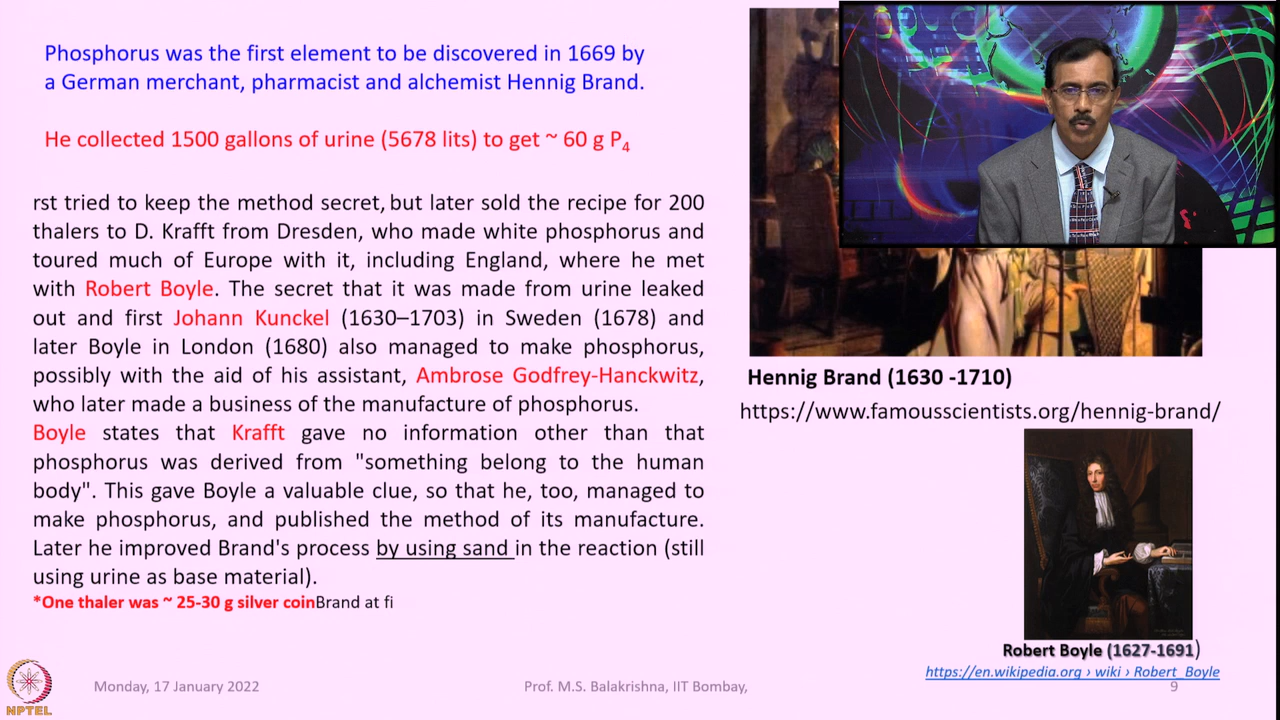 Phosphorus was the first element to be discovered in 1669 by
a German merchant, pharmacist and alchemist Hennig Brand.
He collected 1500 gallons of urine (5678 lits) to get ~ 60 g P₄
rst tried to keep the method secret, but later sold the recipe for 200
thalers to D. Krafft from Dresden, who made white phosphorus and
toured much of Europe with it, including England, where he met
with Robert Boyle. The secret that it was made from urine leaked
out and first Johann Kunckel (1630–1703) in Sweden (1678) and
later Boyle in London (1680) also managed to make phosphorus,
possibly with the aid of his assistant, Ambrose Godfrey-Hanckwitz,
who later made a business of the manufacture of phosphorus.
Boyle states that Krafft gave no information other than that
phosphorus was derived from "something belong to the human
body". This gave Boyle a valuable clue, so that he, too, managed to
make phosphorus, and published the method of its manufacture.
Later he improved Brand's process by using sand in the reaction (still
using urine as base material).
*One thaler was ~ 25-30 g silver coinBrand at fi
Hennig Brand (1630 -1710)
https://www.famousscientists.org/hennig-brand/
Robert Boyle (1627-1691)
https://en.wikipedia.org › wiki › Robert_Boyle
NPTEL
Monday, 17 January 2022
Prof. M.S. Balakrishna, IIT Bombay,
9